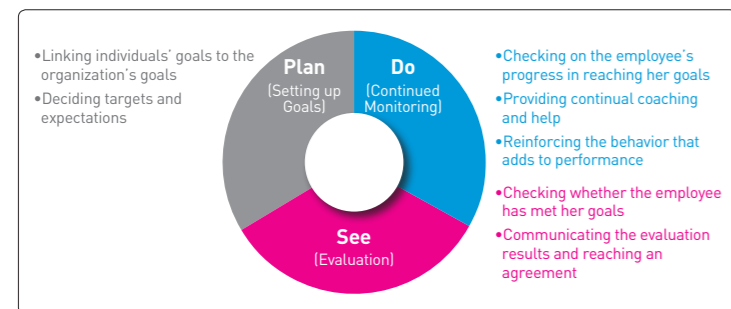 •Linking individuals' goals to the
organization's goals
•Deciding targets and
expectations
Plan
(Setting up
Goals)
Do
(Continued
Monitoring)
•Checking on the employee's
progress in reaching her goals
•Providing continual coaching
and help
•Reinforcing the behavior that
adds to performance
See
(Evaluation)
•Checking whether the employee
has met her goals
•Communicating the evaluation
results and reaching an
agreement